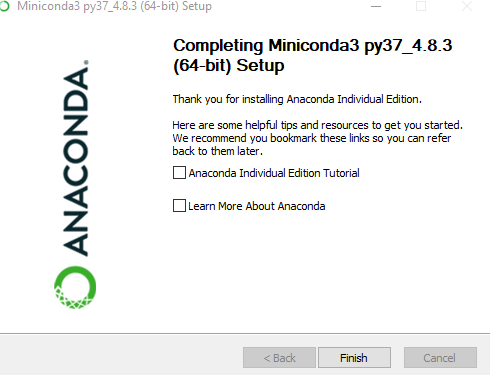 Miniconda3 py37_4.8.3 (64-bit) Setup
Completing Miniconda3 py37_4.8.3
(64-bit) Setup
Thank you for installing Anaconda Individual Edition.
Here are some helpful tips and resources to get you started.
We recommend you bookmark these links so you can refer
back to them later.
Anaconda Individual Edition Tutorial
Learn More About Anaconda
ANACONDA.
< Back
Finish
Cancel